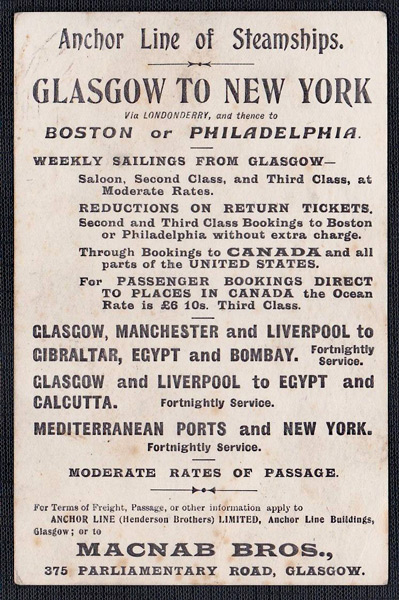 Anchor Line of Steamships.
GLASGOW TO NEW YORK
Via LONDONDERRY, and thence to
BOSTON or PHILADELPHIA.
WEEKLY SAILINGS FROM GLASGOW—
Saloon, Second Class, and Third Class, at
Moderate Rates.
REDUCTIONS ON RETURN TICKETS.
Second and Third Class Bookings to Boston
or Philadelphia without extra charge.
Through Bookings to CANADA and all
parts of the UNITED STATES.
For PASSENGER BOOKINGS DIRECT
TO PLACES IN CANADA the Ocean
Rate is £6 10s. Third Class.
GLASGOW, MANCHESTER and LIVERPOOL to
GIBRALTAR, EGYPT and BOMBAY. Fortnightly Service.
GLASGOW and LIVERPOOL to EGYPT and
CALCUTTA. Fortnightly Service.
MEDITERRANEAN PORTS and NEW YORK.
Fortnightly Service.
MODERATE RATES OF PASSAGE.
For Terms of Freight, Passage, or other information apply to
ANCHOR LINE (Henderson Brothers) LIMITED, Anchor Line Buildings,
Glasgow; or to
MACNAB BROS.,
375 PARLIAMENTARY ROAD, GLASGOW.